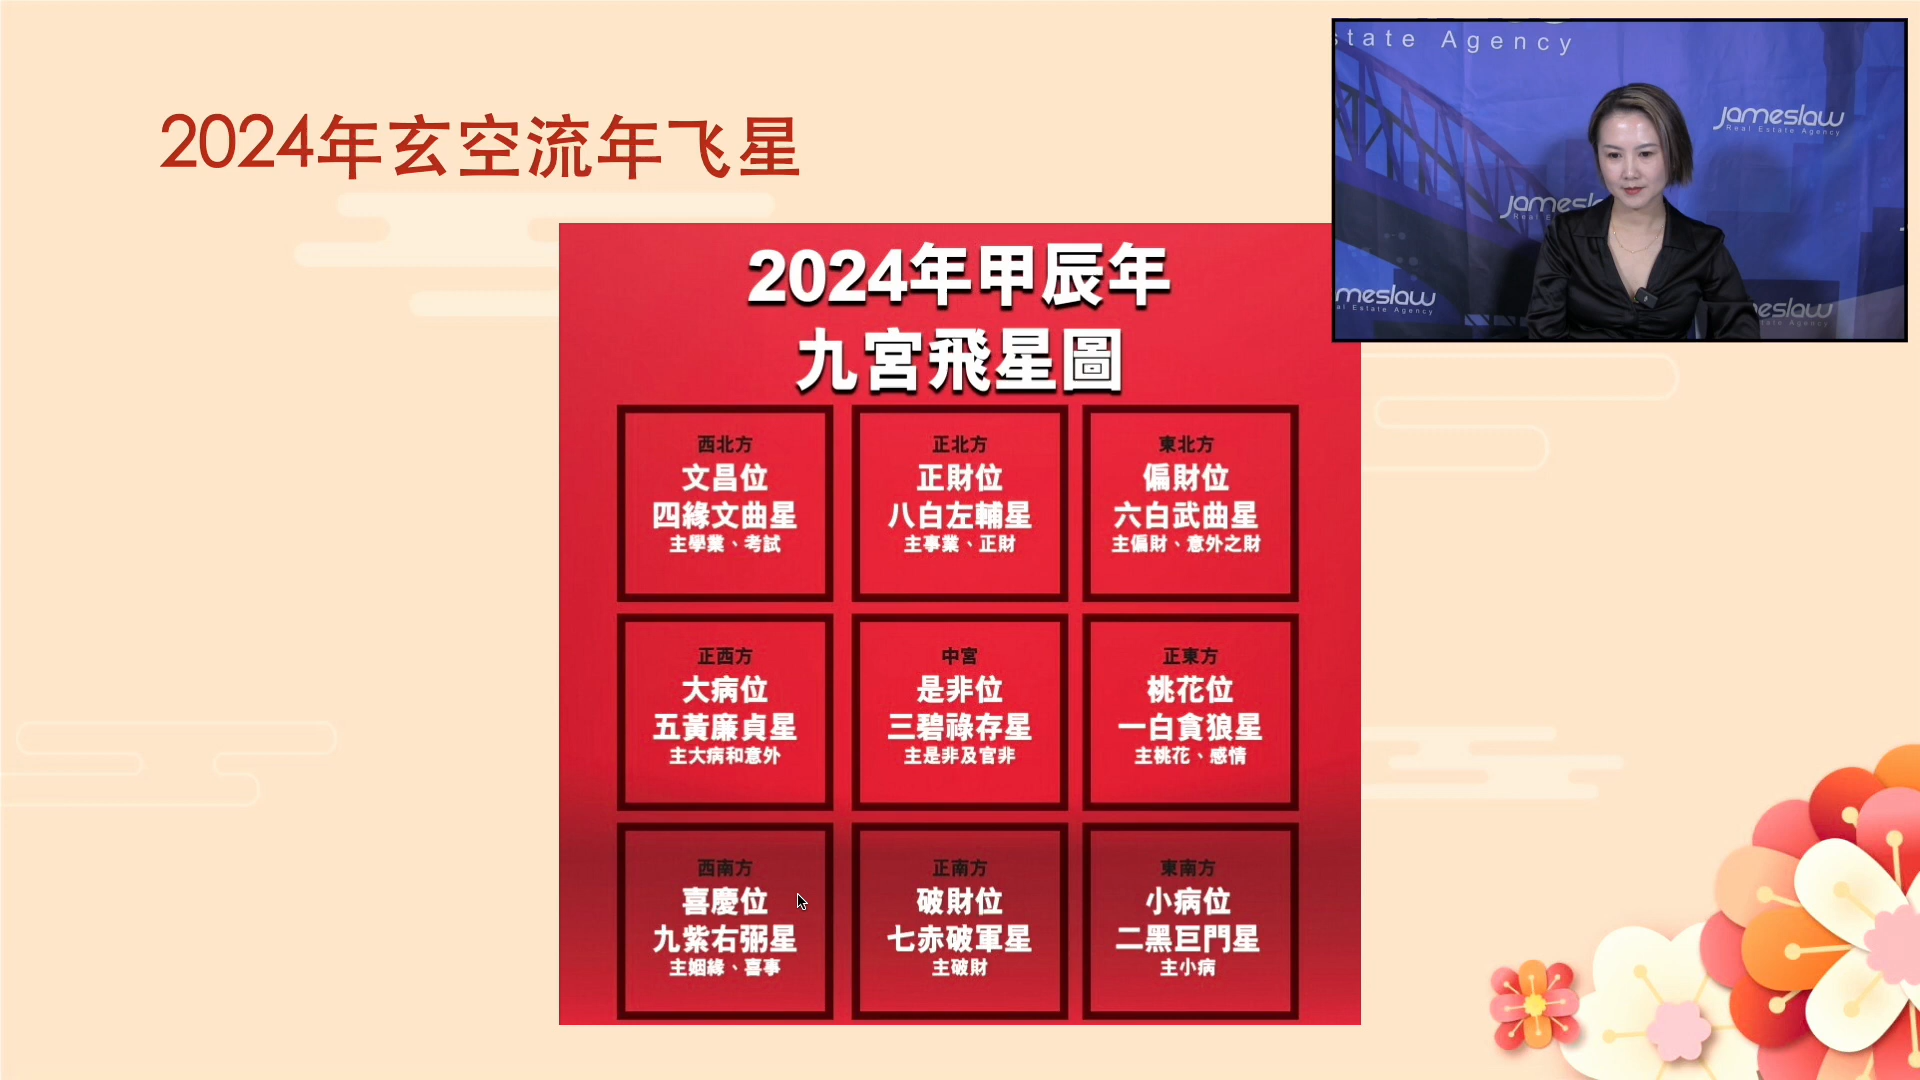 2024年玄空流年飞星
state Agency
jameslaw
Real Estate Agency
2024年甲辰年
九宮飛星圖
西北方
文昌位
四緣文曲星
主學業、考試
正北方
正財位
八白左輔星
主事業、正財
東北方
偏財位
六白武曲星
主偏財、意外之財
正西方
大病位
五黃廉貞星
主大病和意外
中宮
是非位
三碧祿存星
主是非及官非
正東方
桃花位
一白貪狼星
主桃花、感情
西南方
喜慶位
九紫右弼星
主姻緣、喜事
正南方
破財位
七赤破軍星
主破財
東南方
小病位
二黑巨門星
主小病